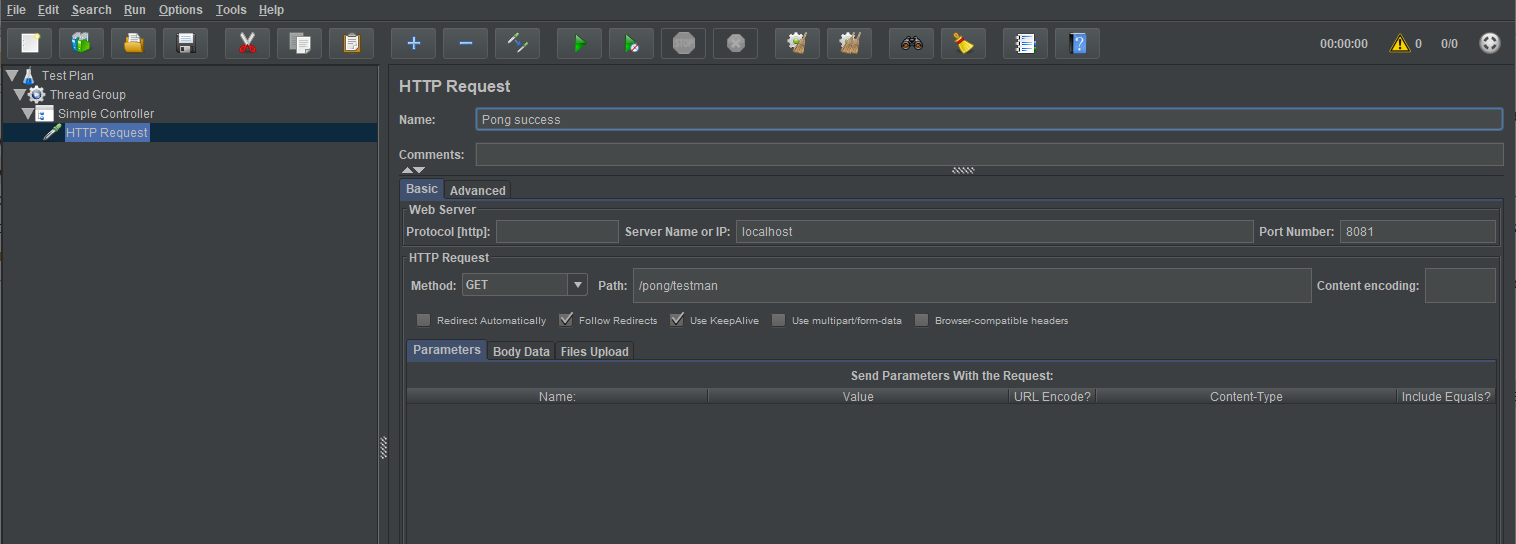 File Edit Search Run Options Tools Help
STOP 00:00:00 0 0/0
Test Plan
Thread Group
Simple Controller
HTTP Request
HTTP Request
Name: Pong success
Comments:
Basic Advanced
Web Server
Protocol [http]: Server Name or IP: localhost Port Number: 8081
HTTP Request
Method: GET Path: /pong/testman Content encoding:
Redirect Automatically Follow Redirects Use KeepAlive Use multipart/form-data Browser-compatible headers
Parameters Body Data Files Upload
Send Parameters With the Request:
Name: Value URL Encode? Content-Type Include Equals?